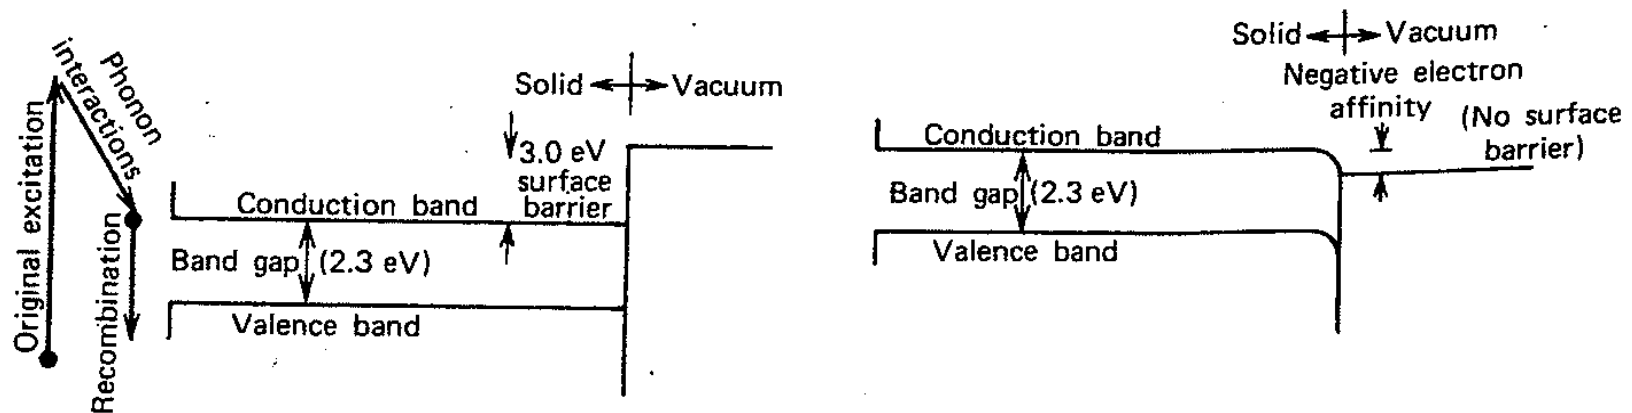 Original excitation
Phonon
interactions
Recombination
Solid
Vacuum
3.0 eV
surface
barrier
Conduction band
Band gap (2.3 eV)
Valence band
Solid
Vacuum
Negative electron
affinity
(No surface
barrier)
Conduction band
Band gap (2.3 eV)
Valence band